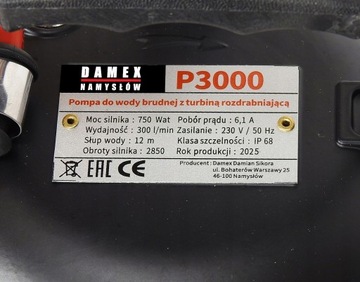 DAMEX
NAMYSŁÓW
P3000
Pompa do wody brudnej z turbiną rozdrabniającą
Moc silnika : 750 Wat Pobór prądu : 6,1 A
Wydajność : 300 l/min Zasilanie : 230 V / 50 Hz
Słup wody : 12 m Klasa szczelności : IP 68
Obroty silnika : 2850 Rok produkcji : 2025
EAC CE
Producent : Damex Damian Sikora
ul. Bohaterów Warszawy 25
46-100 Namysłów